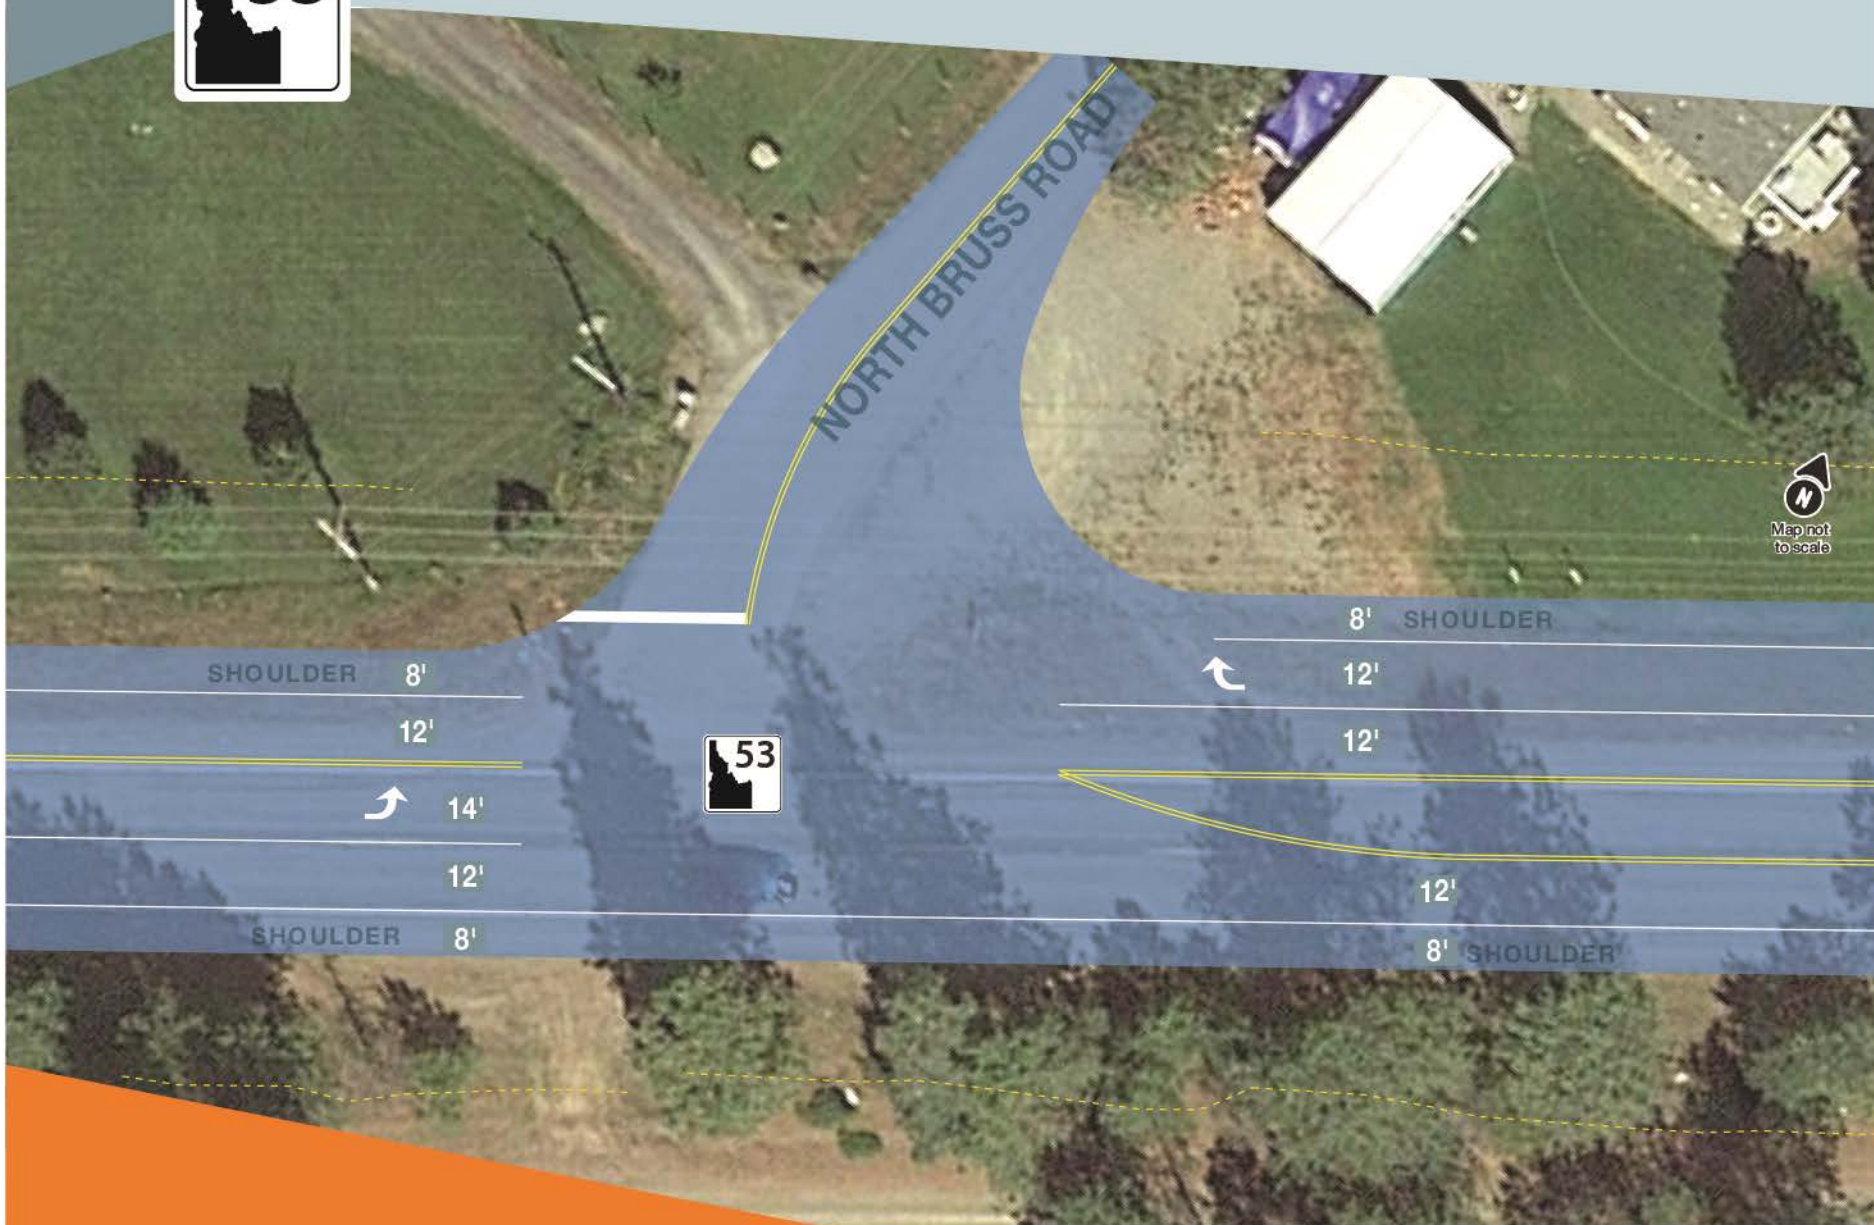 NORTH BRUSS ROAD
N
Map not
to scale
8' SHOULDER
SHOULDER 8'
12'
12'
12'
53
14'
12'
12'
SHOULDER 8'
8' SHOULDER